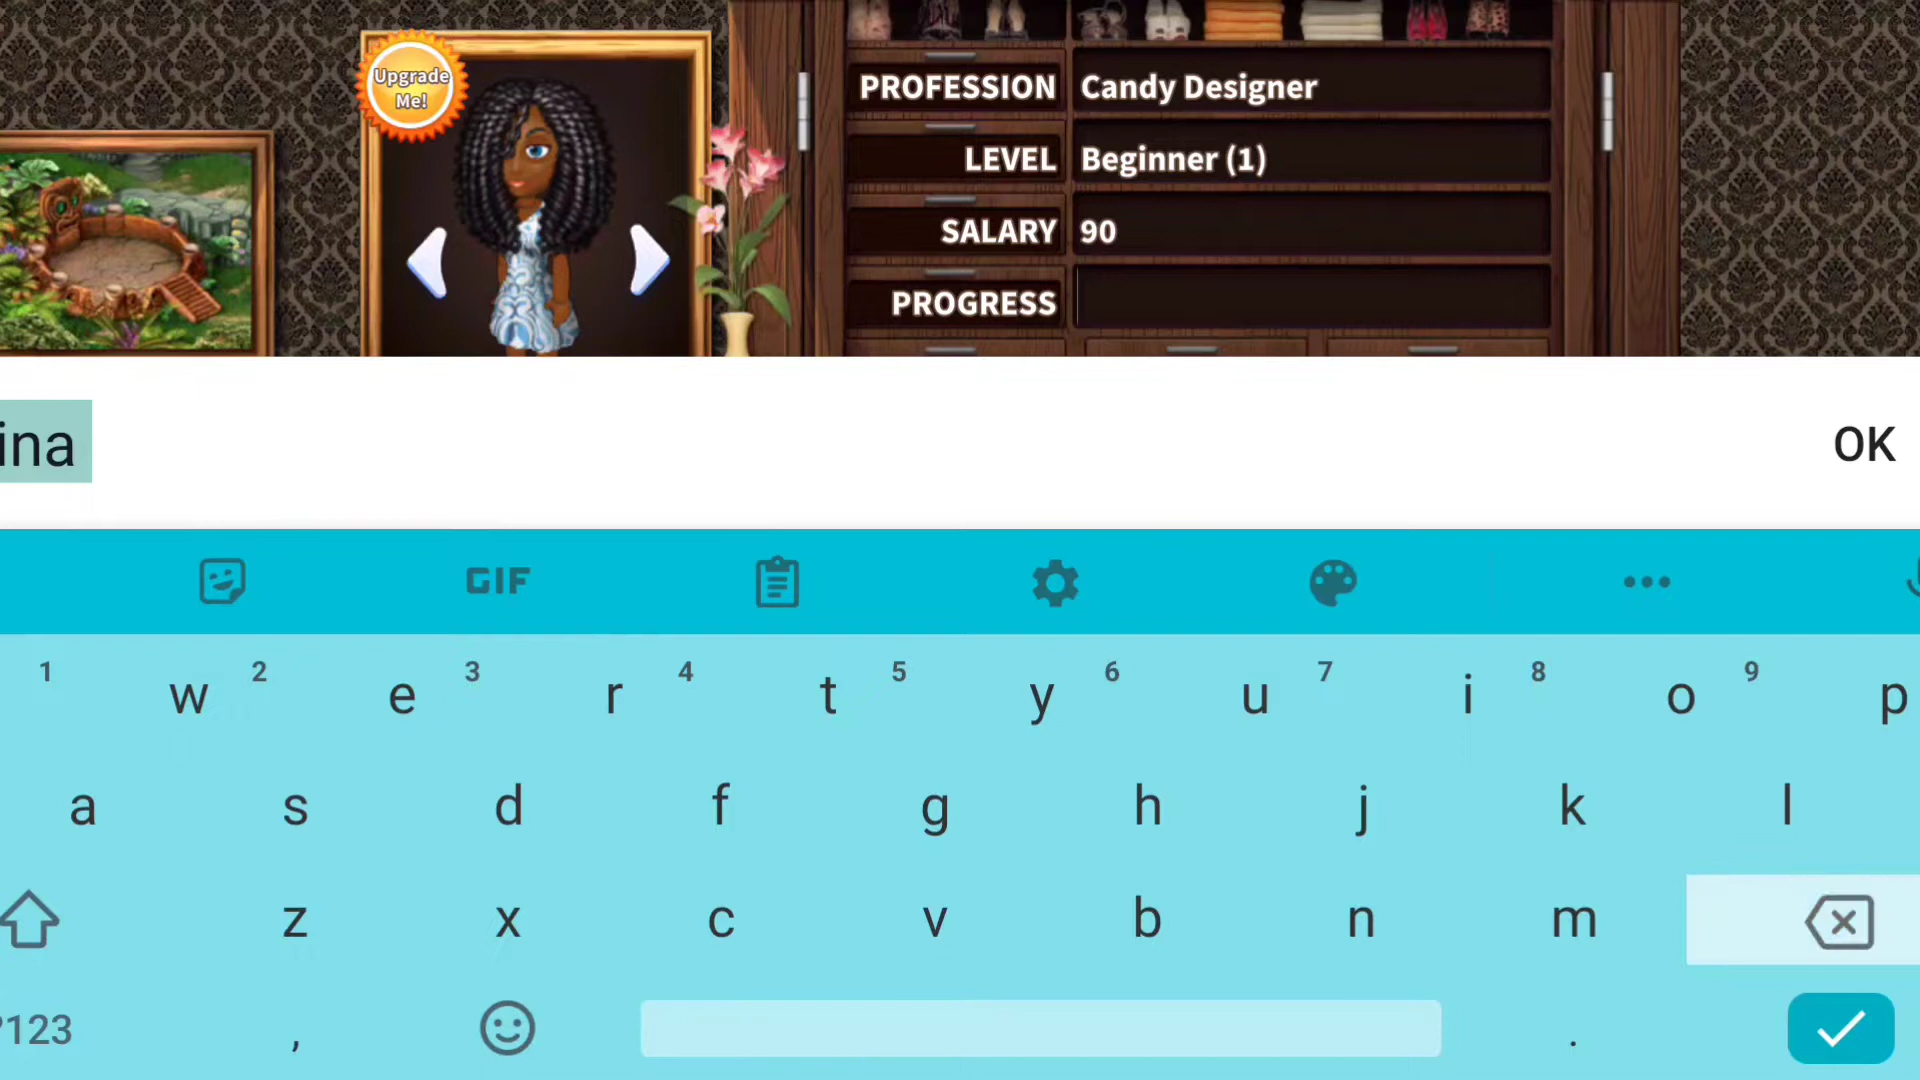 Upgrade
Me!
PROFESSION Candy Designer
LEVEL Beginner (1)
SALARY 90
PROGRESS
ina
OK
GIF
1 2 3 4 5 6 7 8 9
w e r t y u i o p
a s d f g h j k l
z x c v b n m
?123 , .